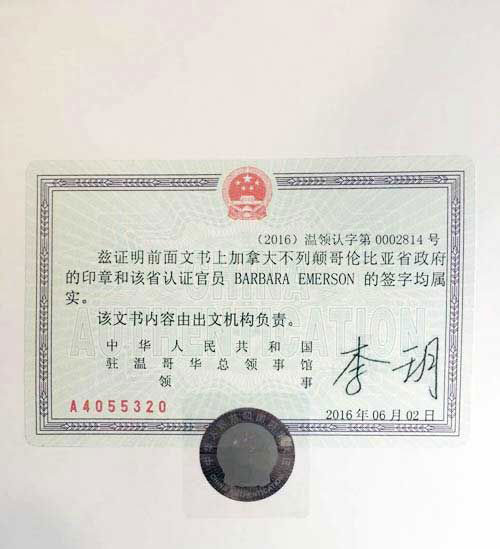 （2016）温领认字第 0002814 号
兹证明前面文书上加拿大不列颠哥伦比亚省政府
的印章和该省认证官员 BARBARA EMERSON 的签字均属
实。
该文书内容由出文机构负责。
中华人民共和国
驻温哥华总领事馆
领事
李玥
A4055320
2016 年 06 月 02 日
CHINA
AUTHENTICATION